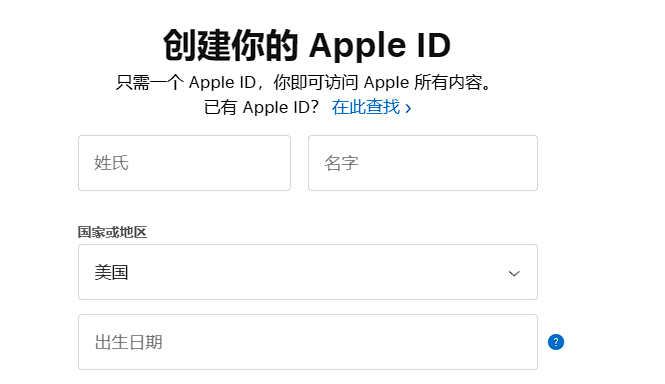 创建你的 Apple ID
只需一个 Apple ID，你即可访问 Apple 所有内容。
已有 Apple ID？ 在此查找 ›
姓氏 名字
国家或地区
美国
出生日期 ?